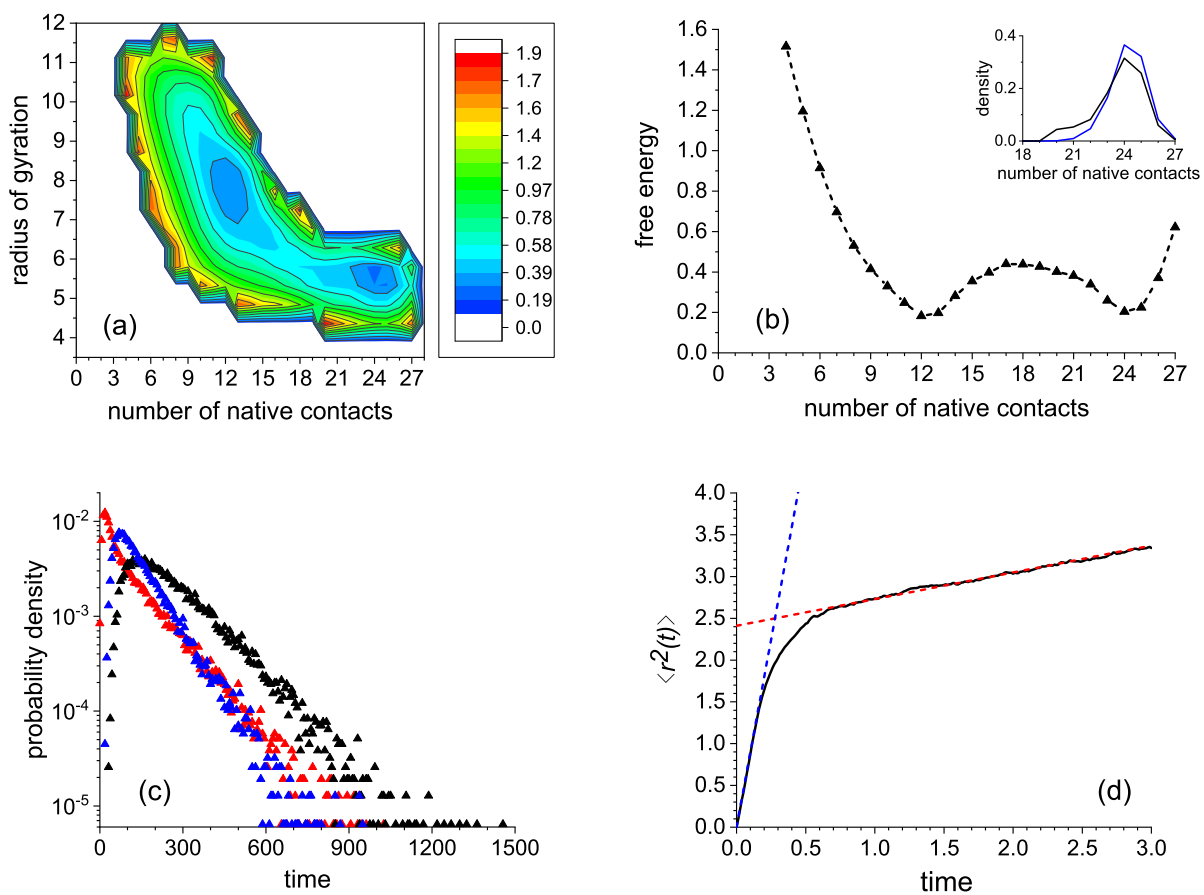 12
11
10
9
8
7
6
5
4
radius of gyration
(a)
0 3 6 9 12 15 18 21 24 27
number of native contacts
1.9
1.7
1.6
1.4
1.2
0.97
0.78
0.58
0.39
0.19
0.0
1.6
1.4
1.2
1.0
0.8
0.6
0.4
0.2
0.0
free energy
(b)
0 3 6 9 12 15 18 21 24 27
number of native contacts
0.4
0.2
0.0
density
18 21 24 27
number of native contacts
10-2
10-3
10-4
10-5
probability density
(c)
0 300 600 900 1200 1500
time
4.0
3.5
3.0
2.5
2.0
1.5
1.0
0.5
0.0
⟨r2(t)⟩
(d)
0.0 0.5 1.0 1.5 2.0 2.5 3.0
time